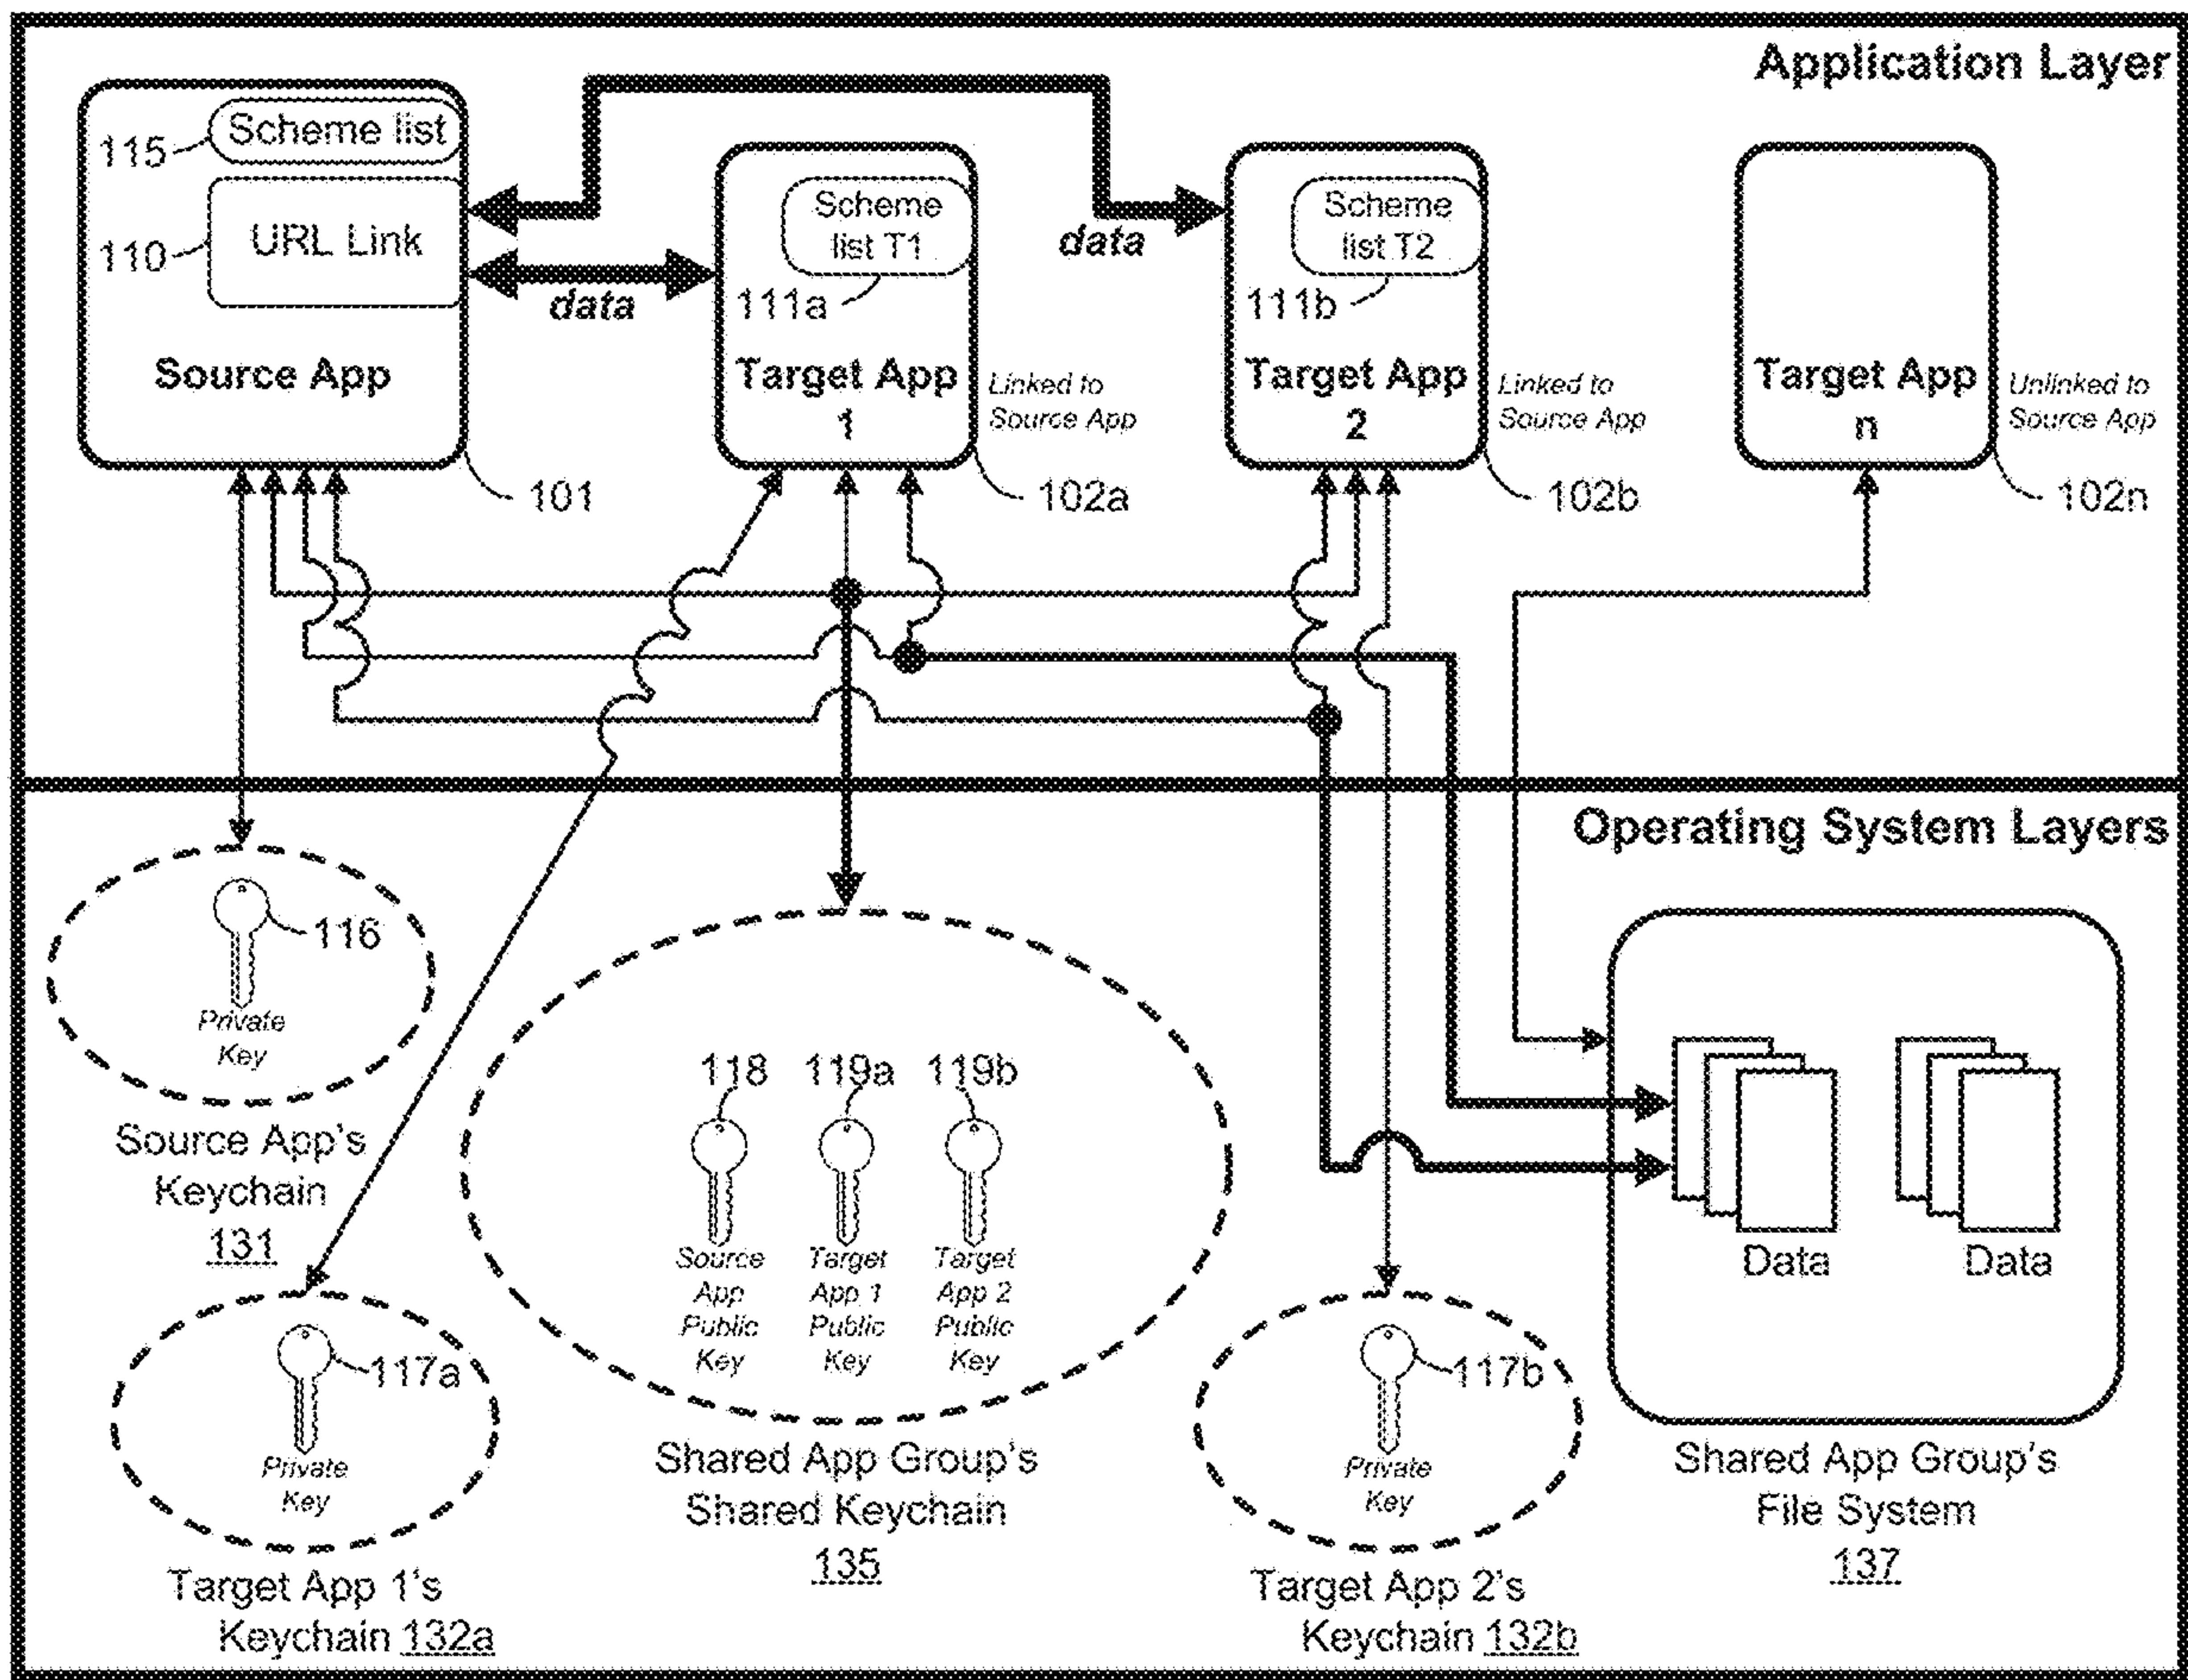 Application Layer
115
Scheme list
110
URL Link
Source App
101
data
Scheme
list T1
111a
Target App
1
Linked to
Source App
102a
data
Scheme
list T2
111b
Target App
2
Linked to
Source App
102b
Target App
n
Unlinked to
Source App
102n
Operating System Layers
116
Private
Key
Source App's
Keychain
131
117a
Private
Key
Target App 1's
Keychain 132a
118
119a
119b
Source
App
Public
Key
Target
App 1
Public
Key
Target
App 2
Public
Key
Shared App Group's
Shared Keychain
135
117b
Private
Key
Target App 2's
Keychain 132b
Data
Data
Shared App Group's
File System
137